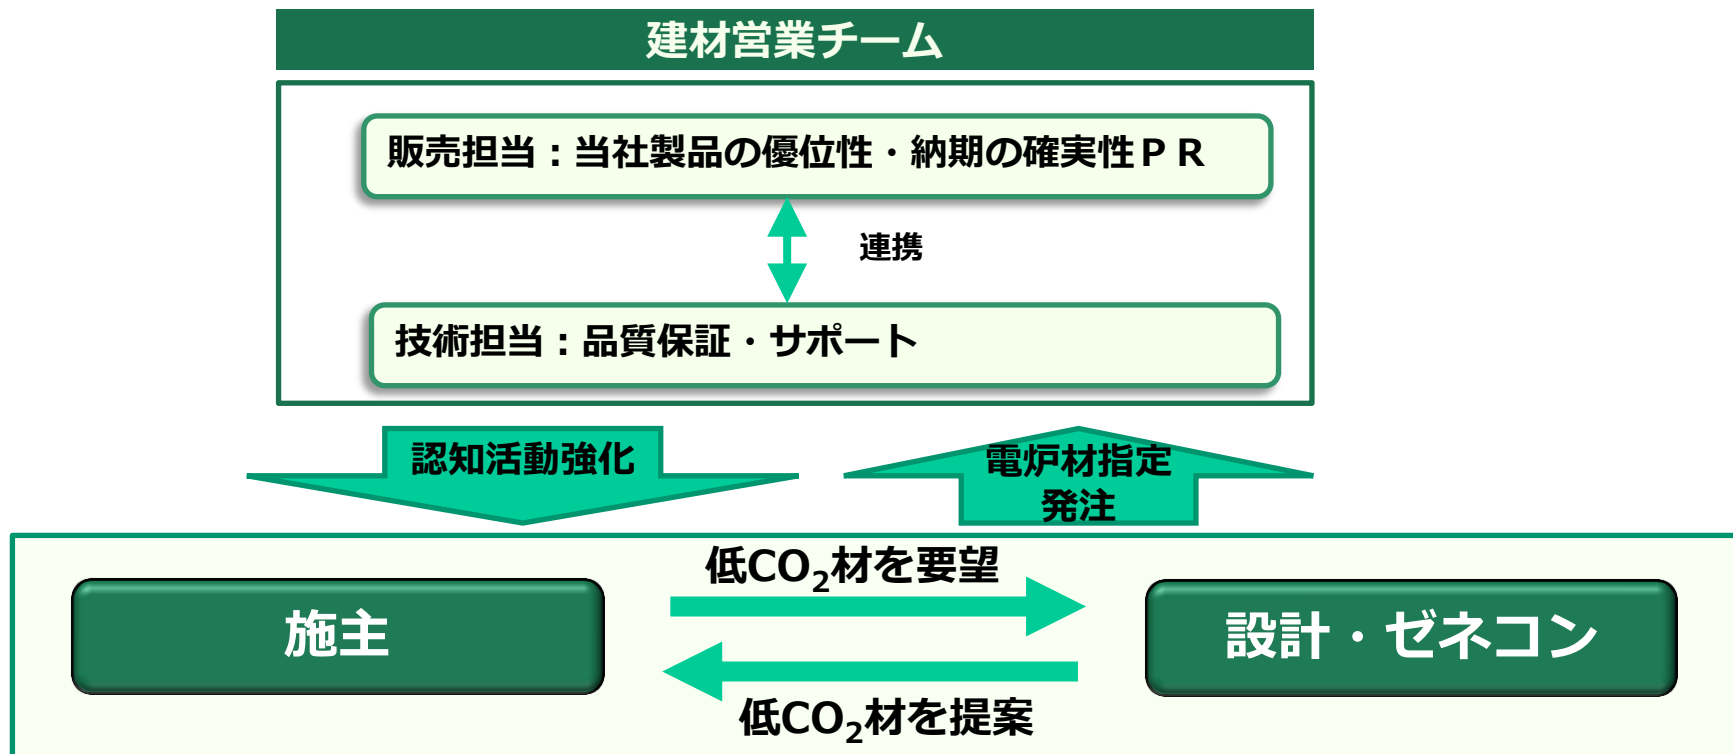 建材営業チーム
販売担当：当社製品の優位性・納期の確実性ＰＲ
連携
技術担当：品質保証・サポート
認知活動強化
電炉材指定
発注
低CO₂材を要望
施主
設計・ゼネコン
低CO₂材を提案